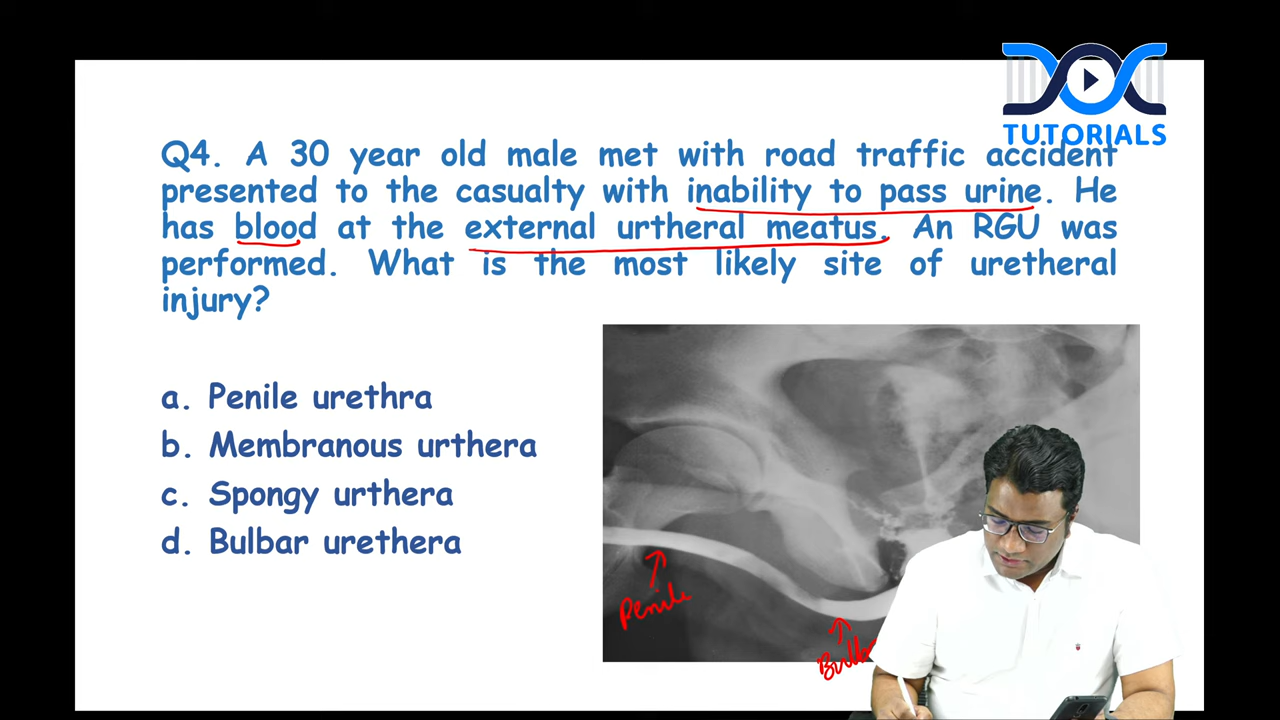 TUTORIALS
Q4. A 30 year old male met with road traffic accident
presented to the casualty with inability to pass urine. He
has blood at the external urtheral meatus. An RGU was
performed. What is the most likely site of uretheral
injury?
a. Penile urethra
b. Membranous urthera
c. Spongy urthera
d. Bulbar urethera
Penile